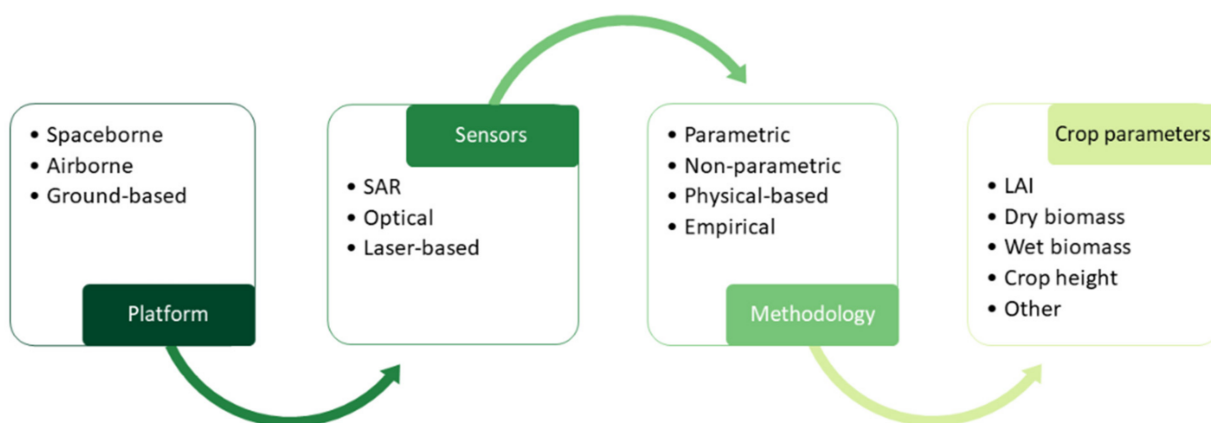 • Spaceborne
• Airborne
• Ground-based
Platform
Sensors
• SAR
• Optical
• Laser-based
• Parametric
• Non-parametric
• Physical-based
• Empirical
Methodology
Crop parameters
• LAI
• Dry biomass
• Wet biomass
• Crop height
• Other